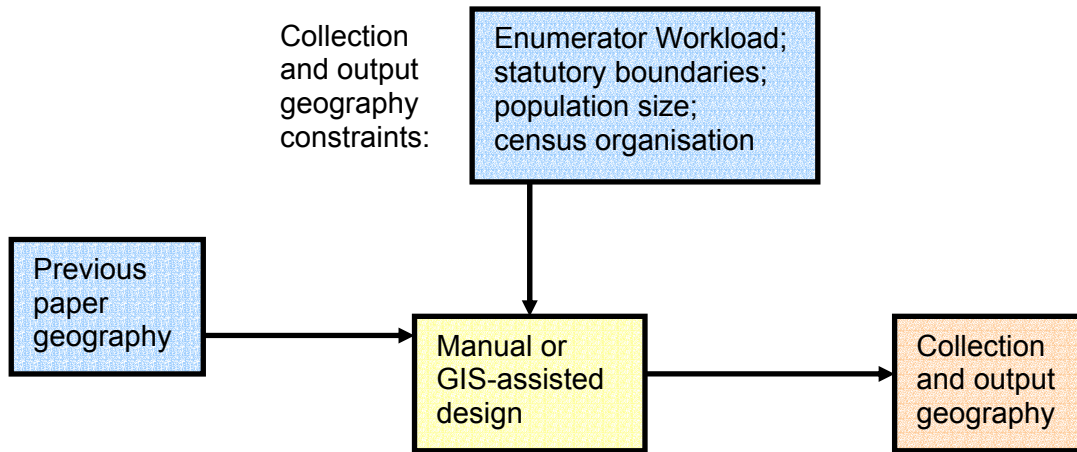 Collection
and output
geography
constraints:
Enumerator Workload;
statutory boundaries;
population size;
census organisation
Previous
paper
geography
Manual or
GIS-assisted
design
Collection
and output
geography